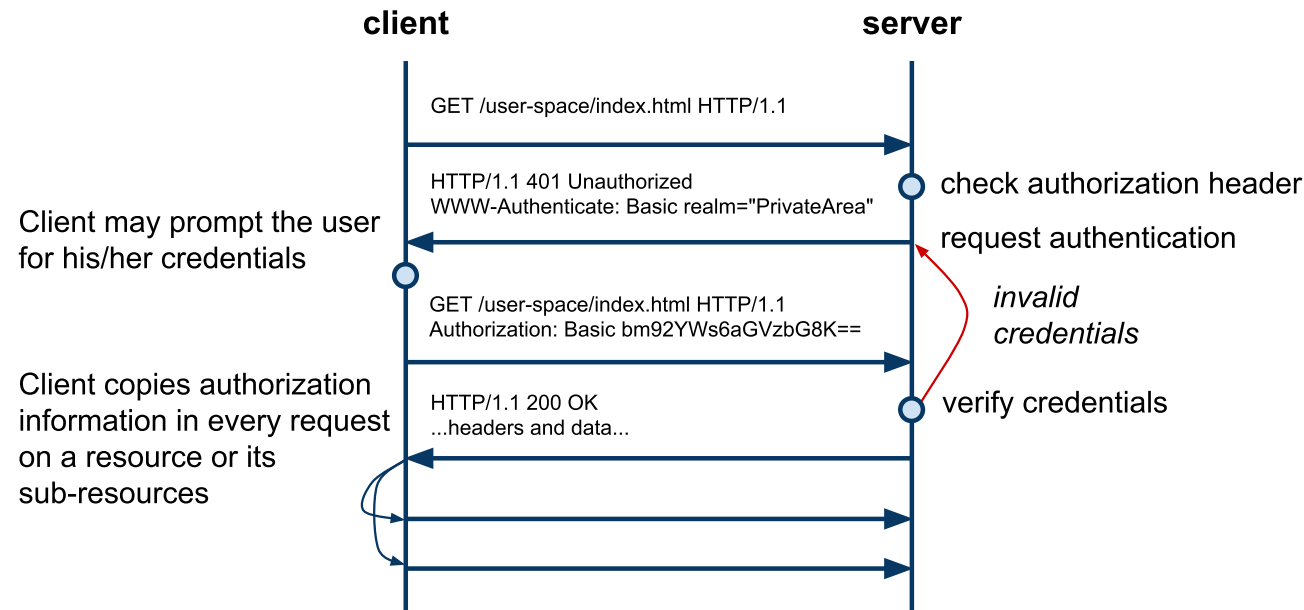 client
server
GET /user-space/index.html HTTP/1.1
HTTP/1.1 401 Unauthorized
WWW-Authenticate: Basic realm="PrivateArea"
check authorization header
request authentication
Client may prompt the user
for his/her credentials
GET /user-space/index.html HTTP/1.1
Authorization: Basic bm92YWs6aGVzbG8K==
invalid
credentials
Client copies authorization
information in every request
on a resource or its
sub-resources
HTTP/1.1 200 OK
...headers and data...
verify credentials